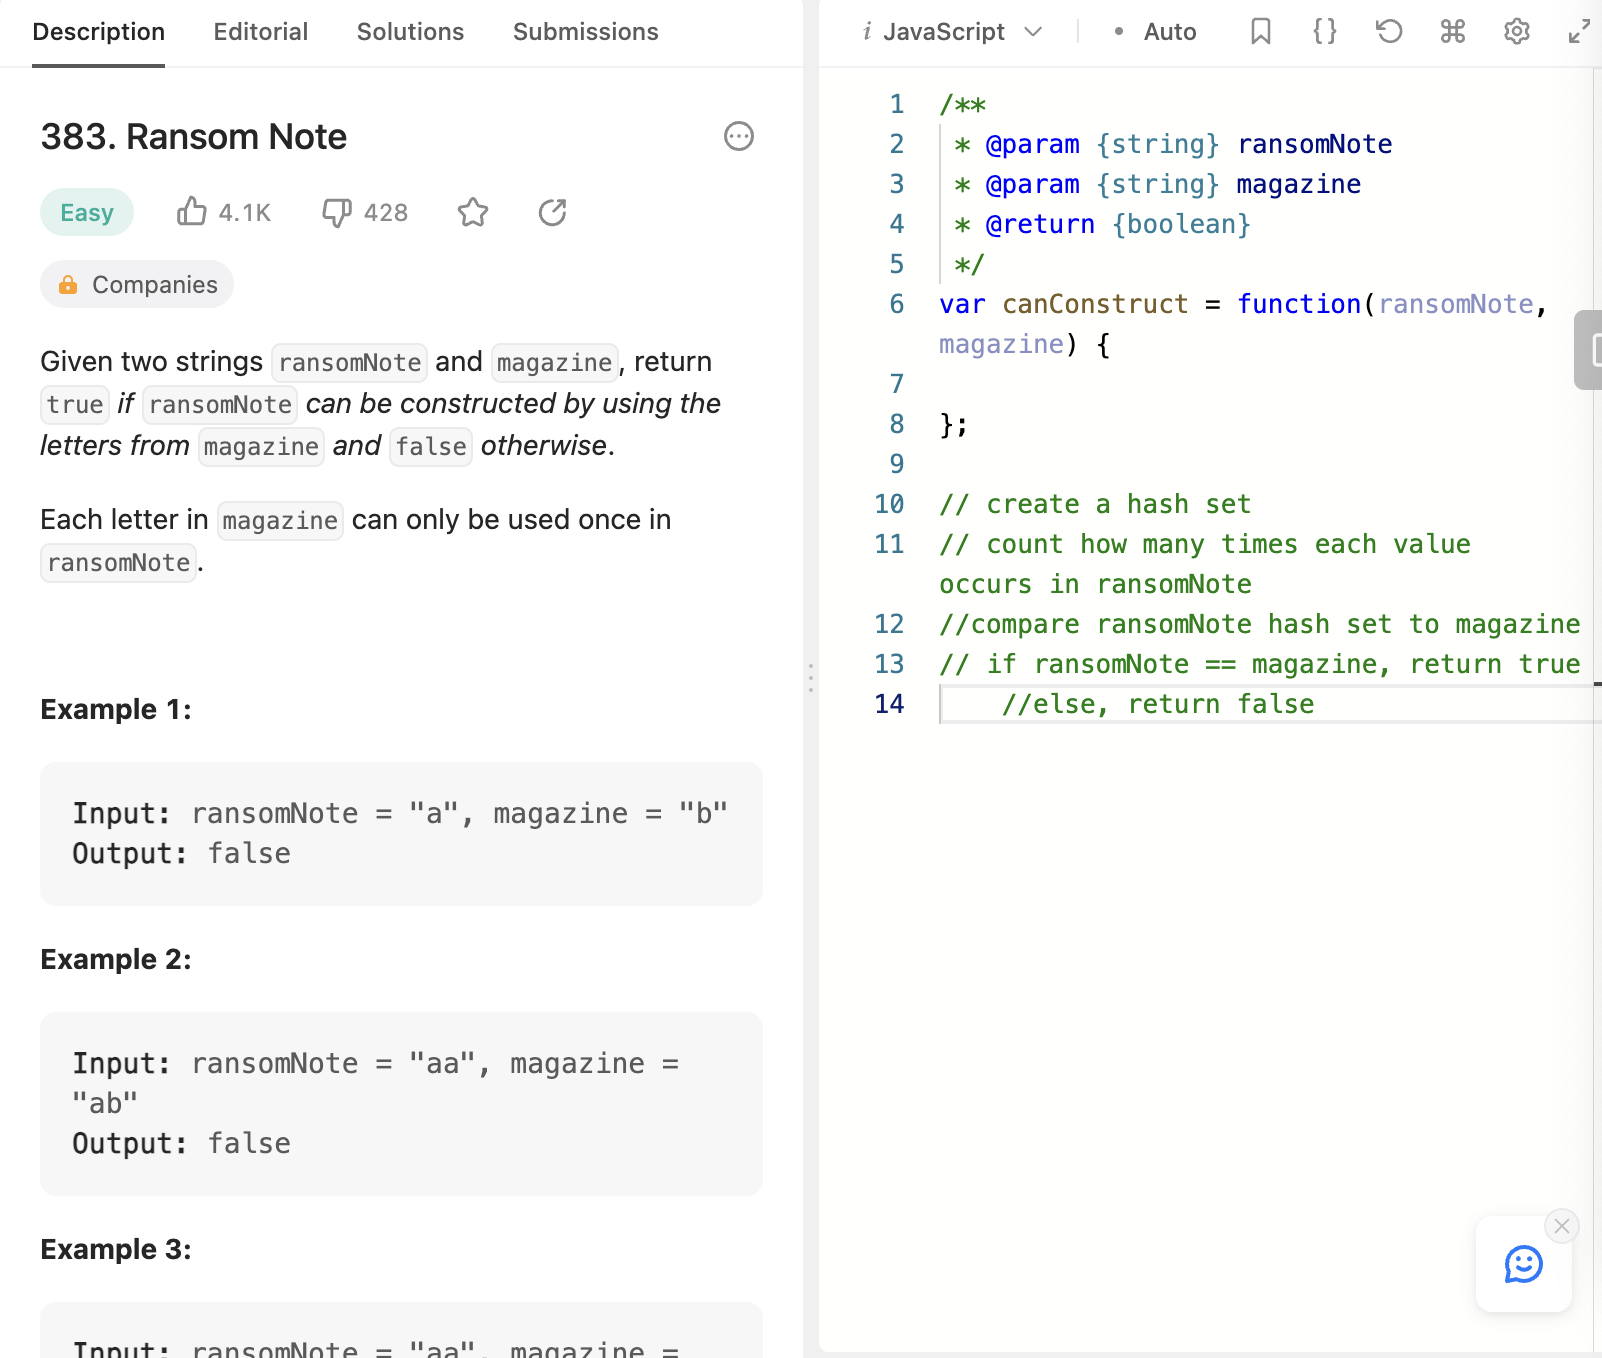 Description Editorial Solutions Submissions
383. Ransom Note
Easy 4.1K 428
Companies
Given two strings ransomNote and magazine, return
true if ransomNote can be constructed by using the
letters from magazine and false otherwise.
Each letter in magazine can only be used once in
ransomNote.
Example 1:
Input: ransomNote = "a", magazine = "b"
Output: false
Example 2:
Input: ransomNote = "aa", magazine =
"ab"
Output: false
Example 3:
Input: ransomNote = "aa", magazine =
i JavaScript • Auto
1 /**
2 * @param {string} ransomNote
3 * @param {string} magazine
4 * @return {boolean}
5 */
6 var canConstruct = function(ransomNote,
magazine) {
7
8 };
9
10 // create a hash set
11 // count how many times each value
occurs in ransomNote
12 //compare ransomNote hash set to magazine
13 // if ransomNote == magazine, return true
14 //else, return false